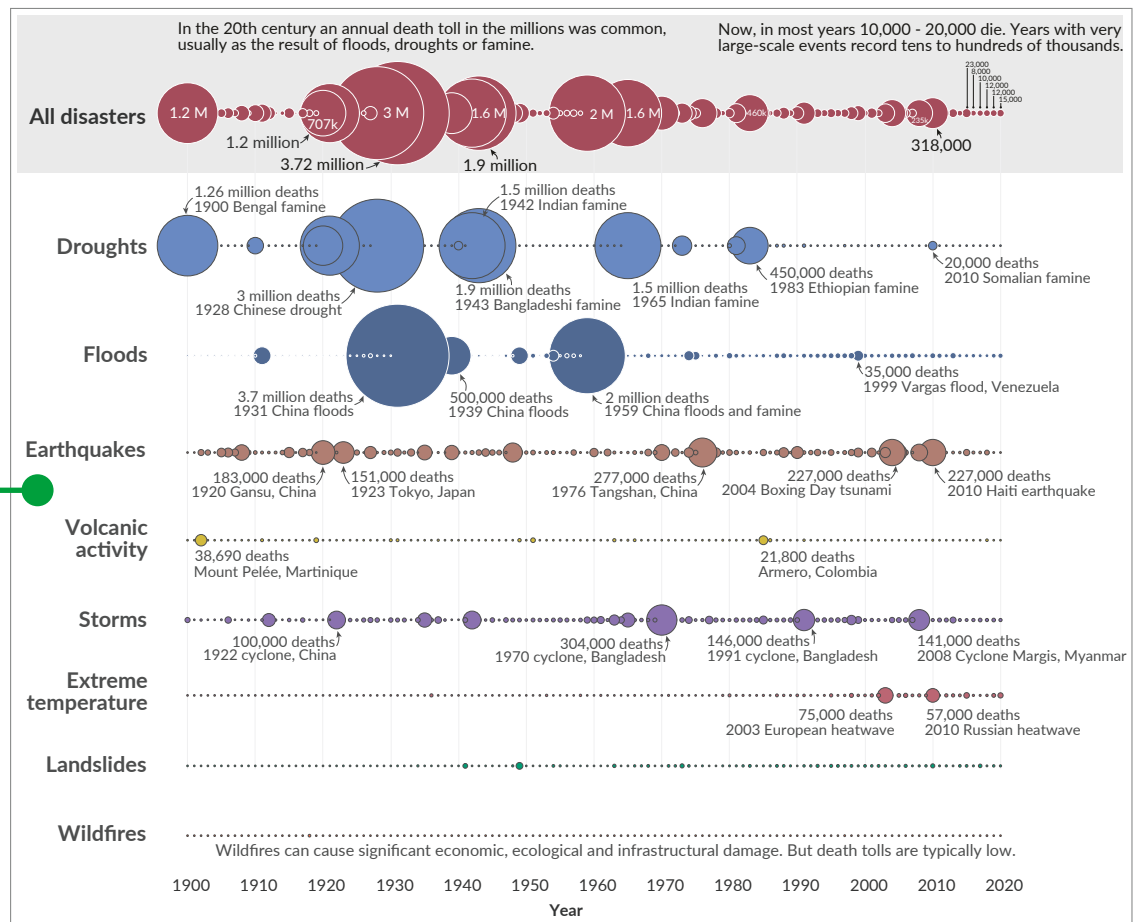 In the 20th century an annual death toll in the millions was common,
usually as the result of floods, droughts or famine.
Now, in most years 10,000 - 20,000 die. Years with very
large-scale events record tens to hundreds of thousands.
23,000
8,000
10,000
12,000
12,000
15,000
All disasters
1.2 M
707k
3 M
1.6 M
2 M
1.6 M
460k
235k
1.2 million
3.72 million
1.9 million
318,000
1.26 million deaths
1900 Bengal famine
1.5 million deaths
1942 Indian famine
Droughts
3 million deaths
1928 Chinese drought
1.9 million deaths
1943 Bangladeshi famine
1.5 million deaths
1965 Indian famine
450,000 deaths
1983 Ethiopian famine
20,000 deaths
2010 Somalian famine
Floods
3.7 million deaths
1931 China floods
500,000 deaths
1939 China floods
2 million deaths
1959 China floods and famine
35,000 deaths
1999 Vargas flood, Venezuela
Earthquakes
183,000 deaths
1920 Gansu, China
151,000 deaths
1923 Tokyo, Japan
277,000 deaths
1976 Tangshan, China
227,000 deaths
2004 Boxing Day tsunami
227,000 deaths
2010 Haiti earthquake
Volcanic
activity
38,690 deaths
Mount Pelée, Martinique
21,800 deaths
Armero, Colombia
Storms
100,000 deaths
1922 cyclone, China
304,000 deaths
1970 cyclone, Bangladesh
146,000 deaths
1991 cyclone, Bangladesh
141,000 deaths
2008 Cyclone Margis, Myanmar
Extreme
temperature
75,000 deaths
2003 European heatwave
57,000 deaths
2010 Russian heatwave
Landslides
Wildfires
Wildfires can cause significant economic, ecological and infrastructural damage. But death tolls are typically low.
1900 1910 1920 1930 1940 1950 1960 1970 1980 1990 2000 2010 2020
Year